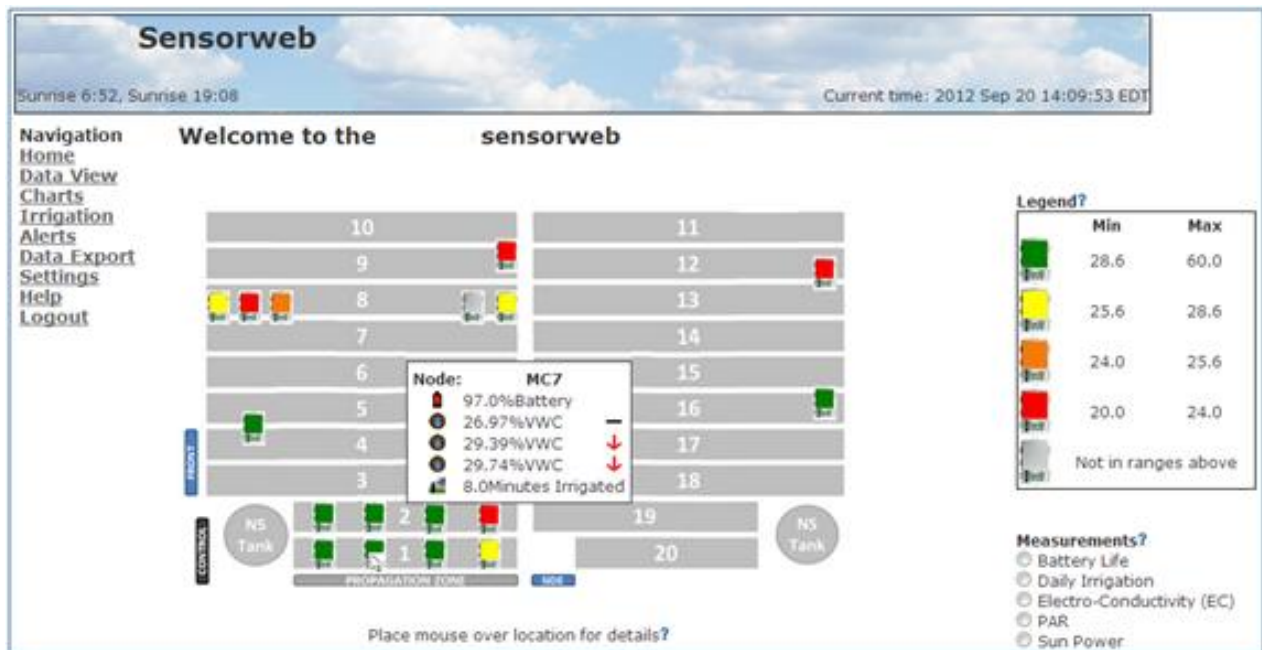 Sensorweb
Sunrise 6:52, Sunrise 19:08
Current time: 2012 Sep 20 14:09:53 EDT
Navigation
Home
Data View
Charts
Irrigation
Alerts
Data Export
Settings
Help
Logout
Welcome to the sensorweb
10
9
8
7
6
5
4
3
2
1
11
12
13
14
15
16
17
18
19
20
FRONT
CONTROL
NS
Tank
NS
Tank
PROPAGATION ZONE
Node: MC7
97.0%Battery
26.97%VWC
29.39%VWC
29.74%VWC
8.0Minutes Irrigated
Place mouse over location for details?
Legend?
Min Max
28.6 60.0
25.6 28.6
24.0 25.6
20.0 24.0
Not in ranges above
Measurements?
Battery Life
Daily Irrigation
Electro-Conductivity (EC)
PAR
Sun Power